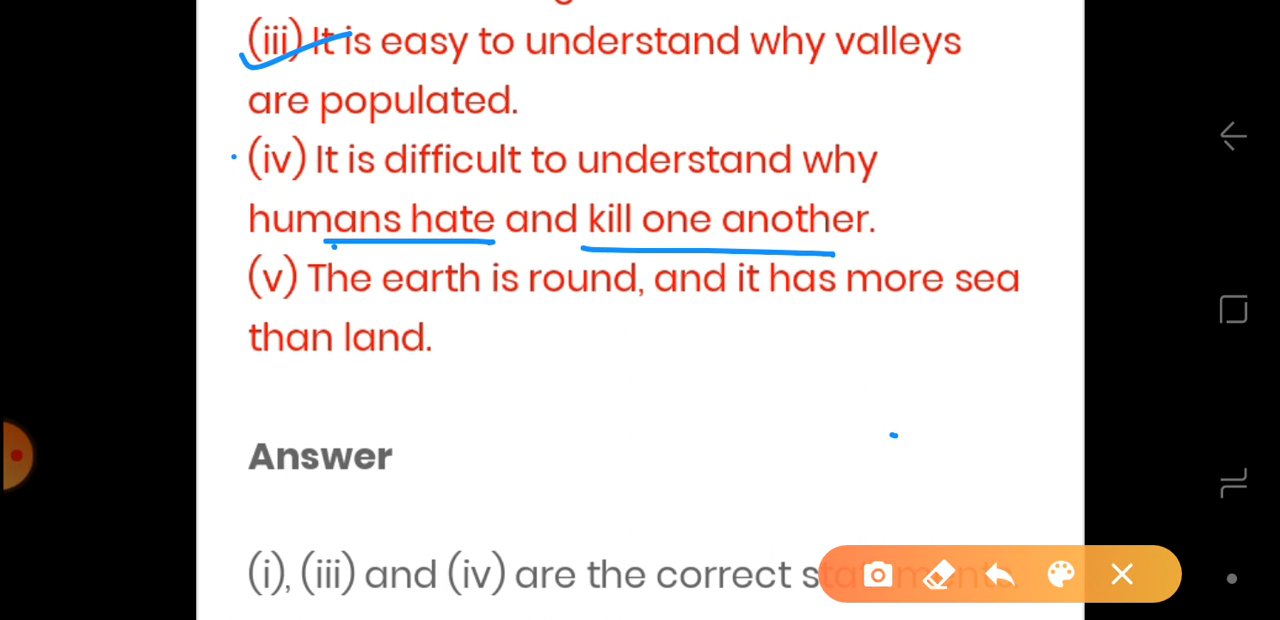 (iii) It is easy to understand why valleys
are populated.
(iv) It is difficult to understand why
humans hate and kill one another.
(v) The earth is round, and it has more sea
than land.
Answer
(i), (iii) and (iv) are the correct statements